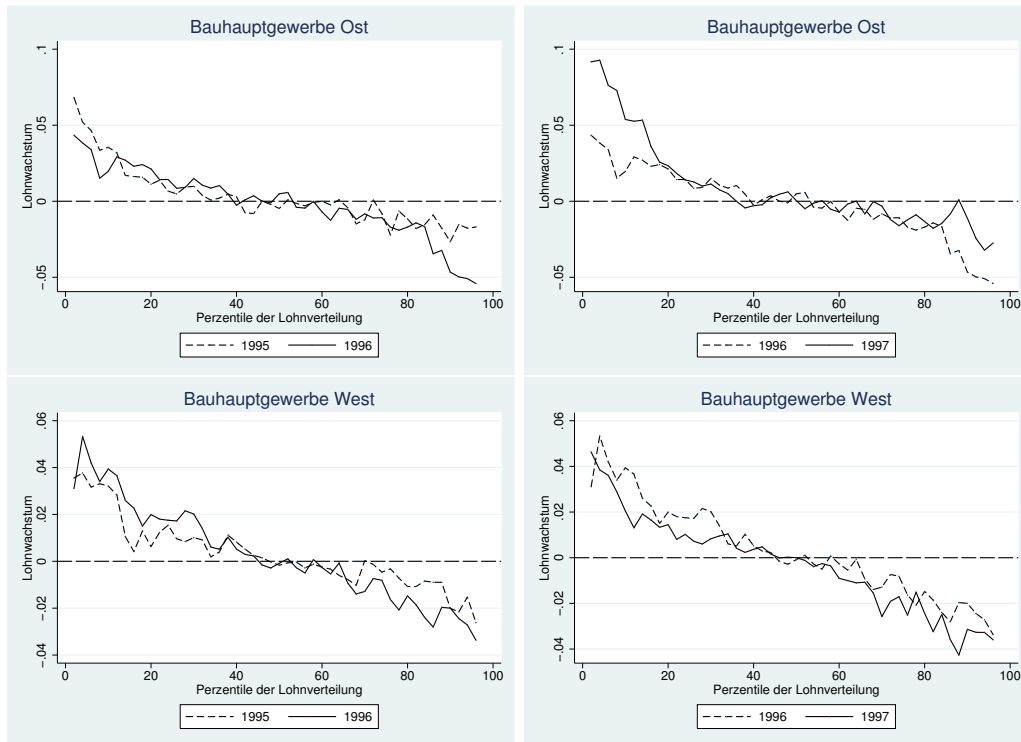 Bauhauptgewerbe Ost
Lohnwachstum
.1
.05
0
-.05
0 20 40 60 80 100
Perzentile der Lohnverteilung
1995 1996
Bauhauptgewerbe Ost
Lohnwachstum
.1
.05
0
-.05
0 20 40 60 80 100
Perzentile der Lohnverteilung
1996 1997
Bauhauptgewerbe West
Lohnwachstum
.06
.04
.02
0
-.02
-.04
0 20 40 60 80 100
Perzentile der Lohnverteilung
1995 1996
Bauhauptgewerbe West
Lohnwachstum
.06
.04
.02
0
-.02
-.04
0 20 40 60 80 100
Perzentile der Lohnverteilung
1996 1997